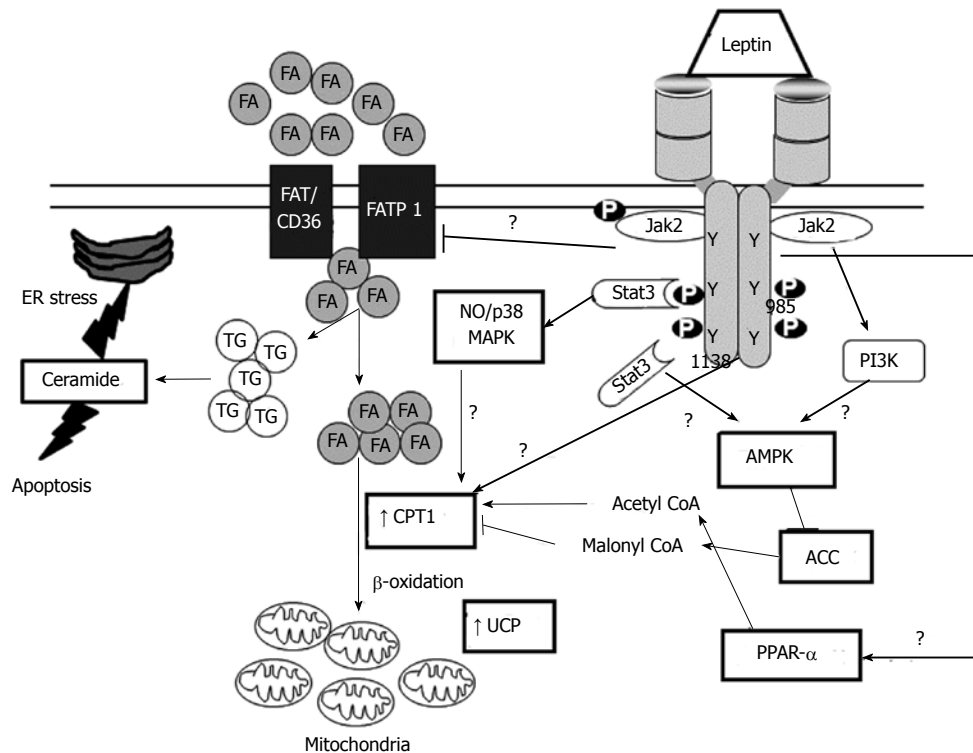 Leptin
FA
FA
FA
FA
FA
FA
FA
FA
FAT/
CD36
FATP 1
?
P
Jak2
Jak2
Y
Y
FA
FA
FA
ER stress
NO/p38
MAPK
Stat3
P
Y
Y
P
985
P
Y
Y
P
1138
Stat3
PI3K
TG
TG
TG
TG
TG
Ceramide
Apoptosis
FA
FA
FA
FA
FA
?
?
?
?
AMPK
↑ CPT1
Acetyl CoA
Malonyl CoA
ACC
β-oxidation
↑ UCP
PPAR-α
?
Mitochondria